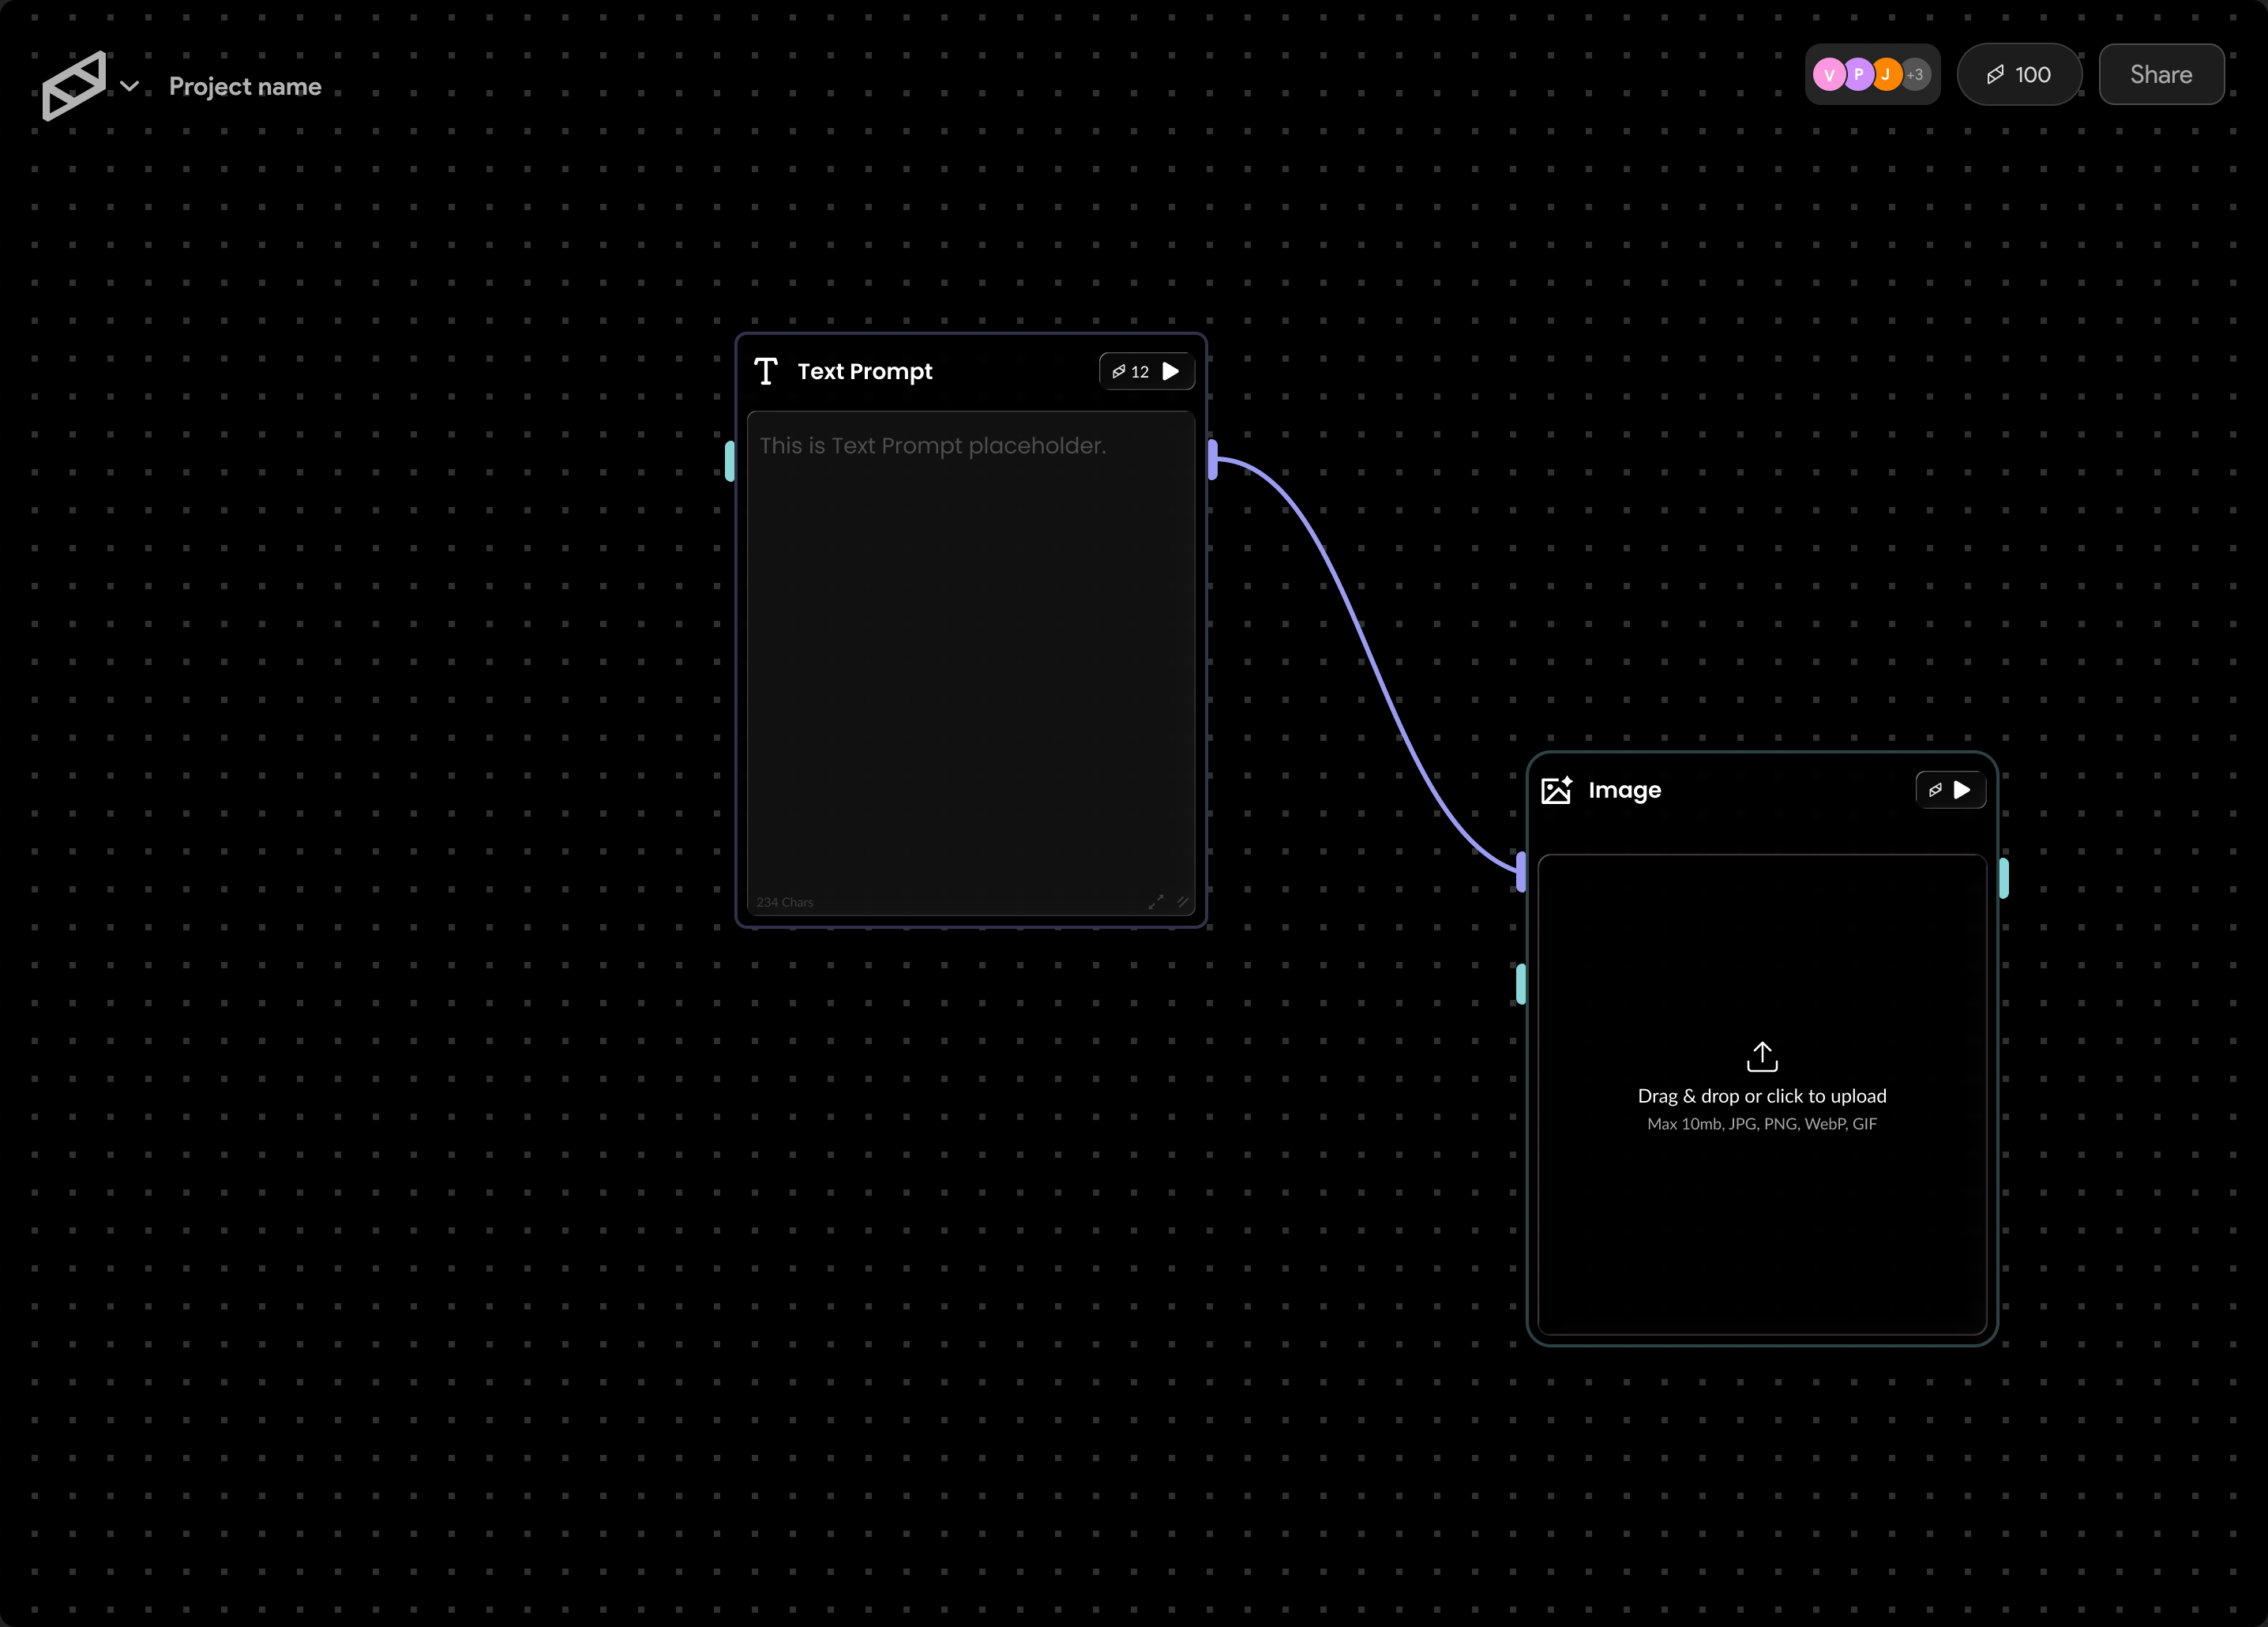 Project name
V P J +3
100
Share
Text Prompt
12
This is Text Prompt placeholder.
234 Chars
Image
Drag & drop or click to upload
Max 10mb, JPG, PNG, WebP, GIF